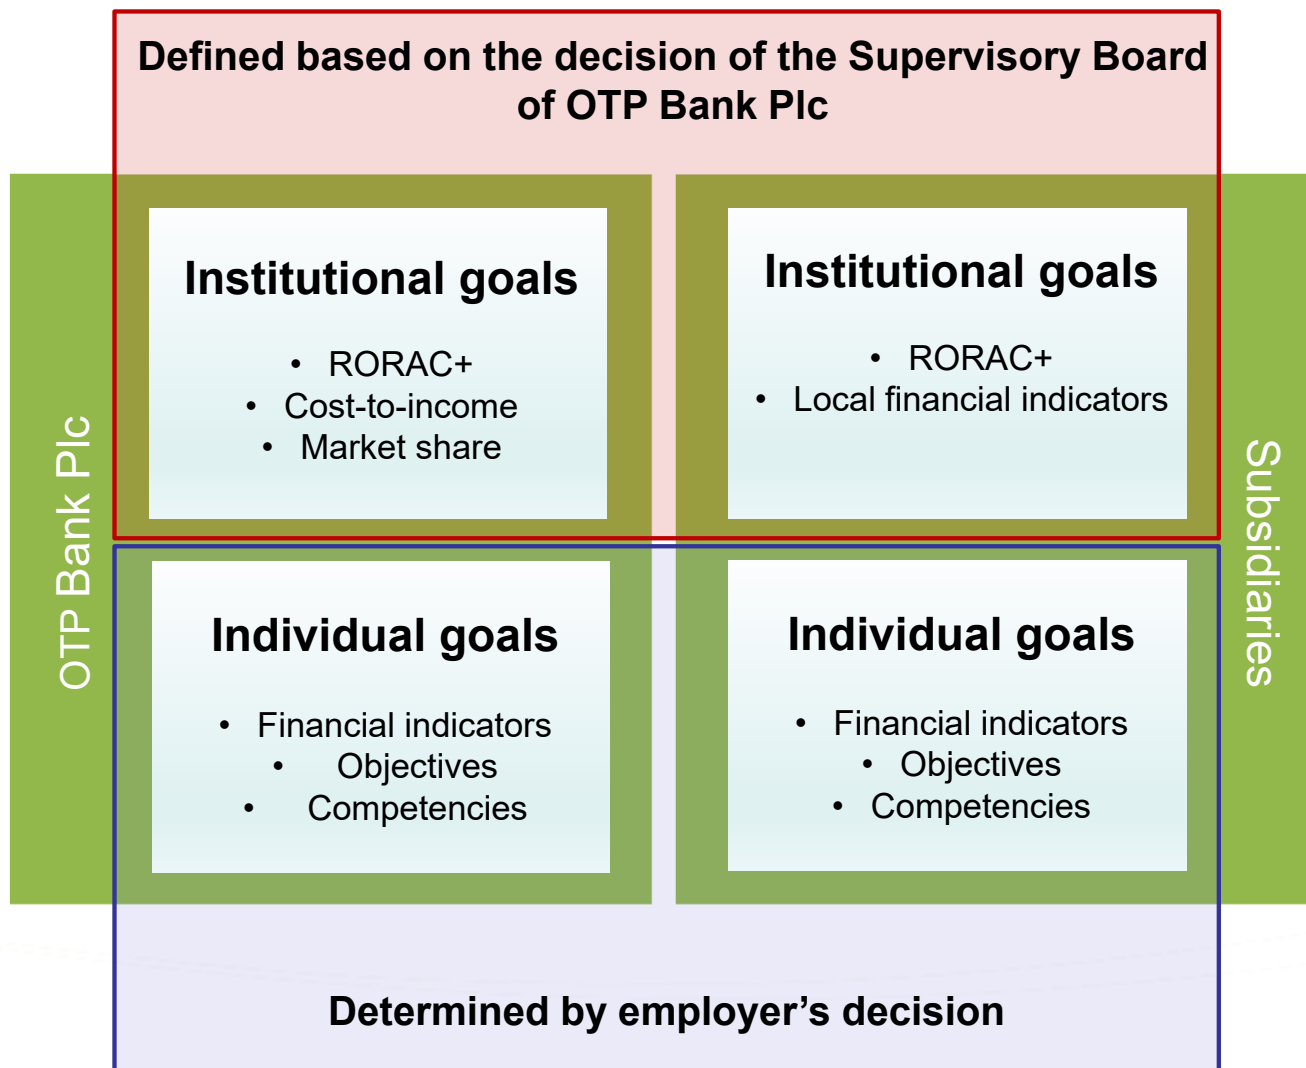 Defined based on the decision of the Supervisory Board
of OTP Bank Plc
OTP Bank Plc
Institutional goals
• RORAC+
• Cost-to-income
• Market share
Institutional goals
• RORAC+
• Local financial indicators
Subsidiaries
Individual goals
• Financial indicators
• Objectives
• Competencies
Individual goals
• Financial indicators
• Objectives
• Competencies
Determined by employer’s decision